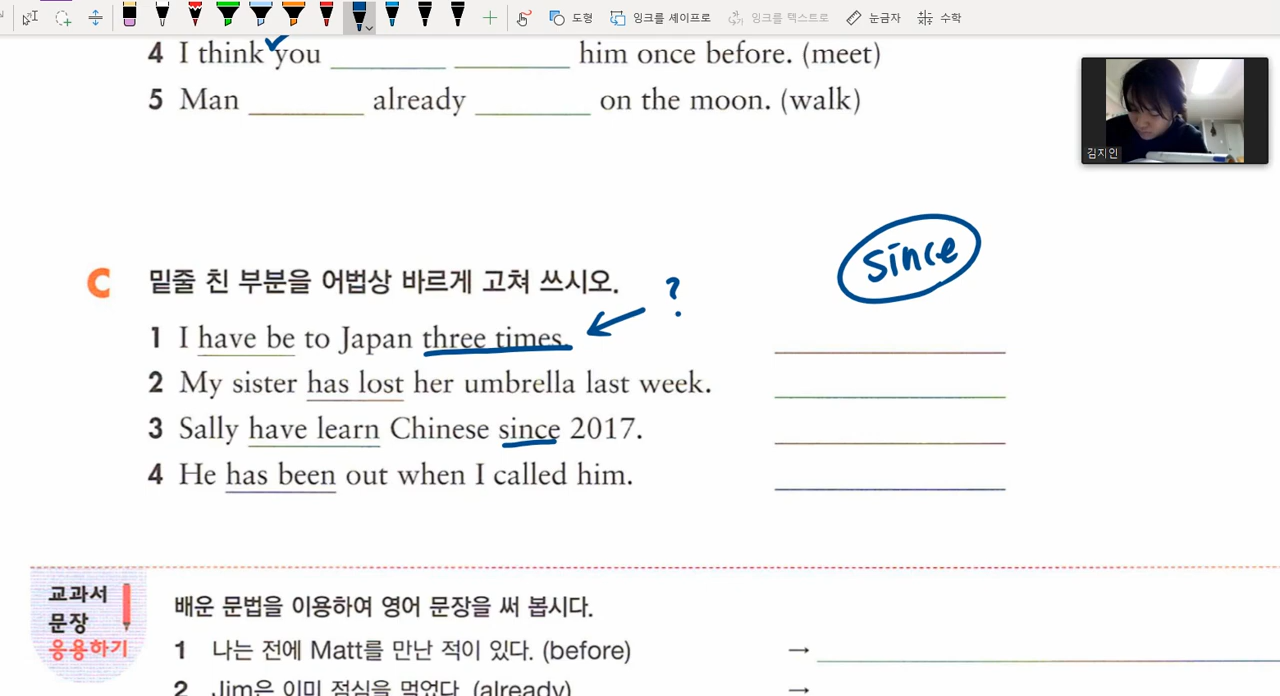 도형 잉크를 셰이프로 잉크를 텍스트로 눈금자 수학
4 I think you ________ ________ him once before. (meet)
5 Man ________ already ________ on the moon. (walk)
김지인
since
C 밑줄 친 부분을 어법상 바르게 고쳐 쓰시오.
?
1 I have be to Japan three times.
2 My sister has lost her umbrella last week.
3 Sally have learn Chinese since 2017.
4 He has been out when I called him.
교과서
문장
응용하기
배운 문법을 이용하여 영어 문장을 써 봅시다.
1 나는 전에 Matt를 만난 적이 있다. (before) →
2 Jim은 이미 점심을 먹었다. (already) →